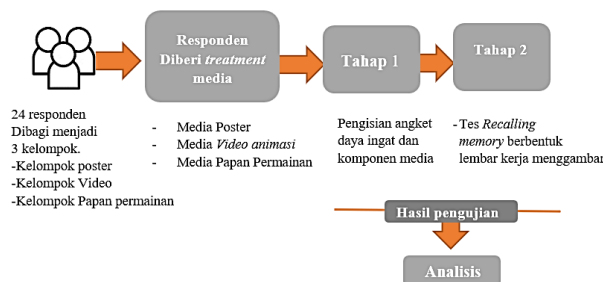 Responden
Diberi treatment
media
Tahap 1
Tahap 2
24 responden
Dibagi menjadi
3 kelompok.
-Kelompok poster
-Kelompok Video
-Kelompok Papan permainan
- Media Poster
- Media Video animasi
- Media Papan Permainan
Pengisian angket
daya ingat dan
komponen media
-Tes Recalling
memory berbentuk
lembar kerja menggambar
Hasil pengujian
Analisis